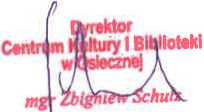 Dyrektor
Centrum Kultury i Biblioteki
w Osiecznej
mgr Zbigniew Schulz